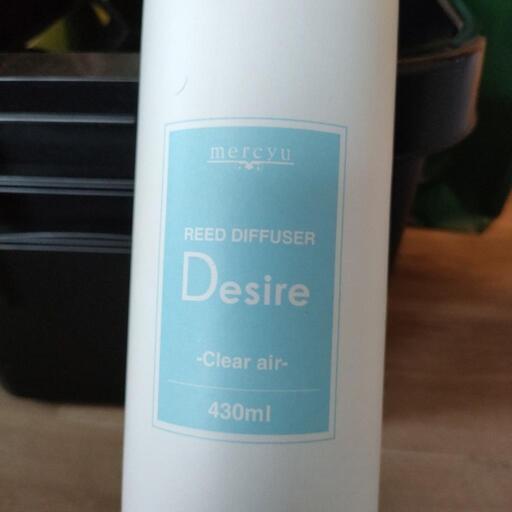 mercyu
REED DIFFUSER
Desire
-Clear air-
430ml